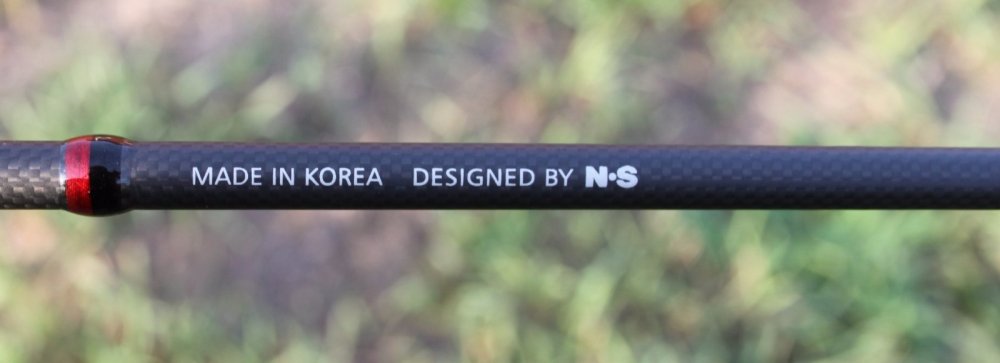 MADE IN KOREA DESIGNED BY N·S